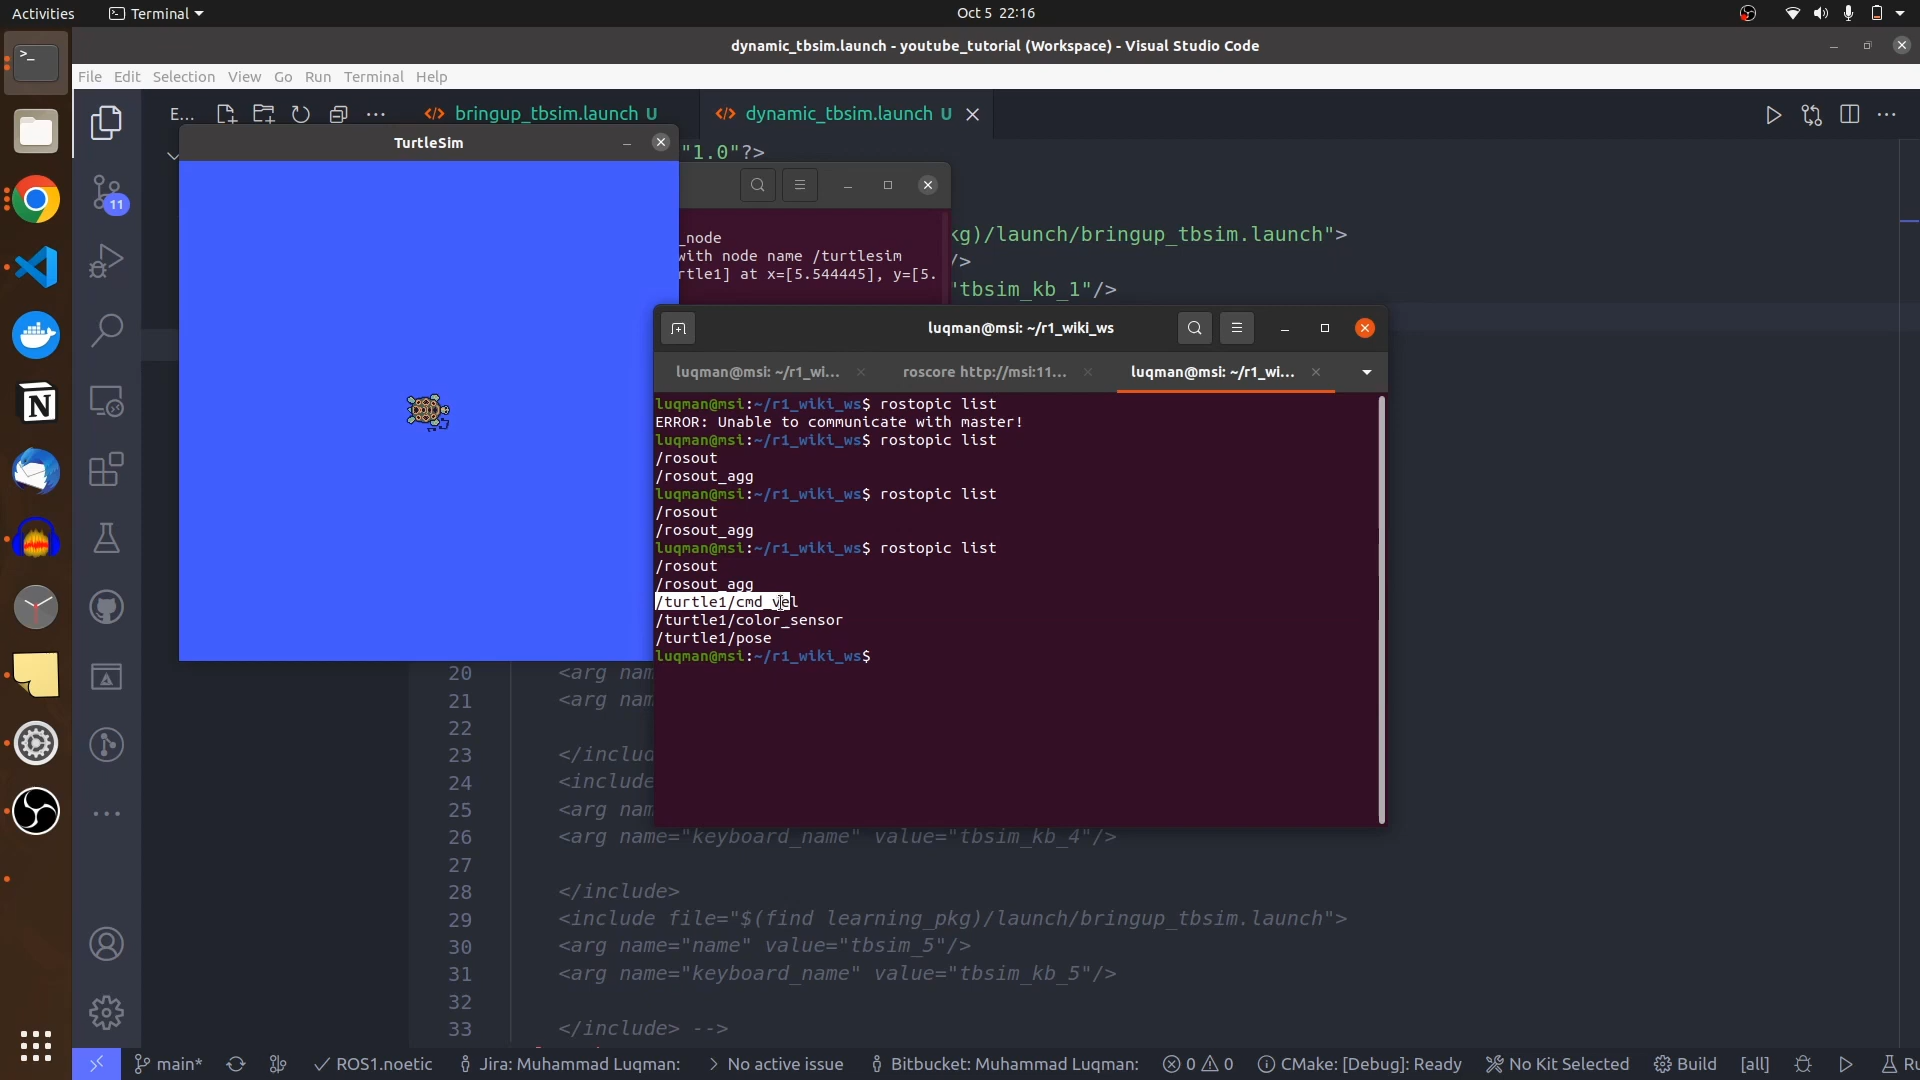 Activities
Terminal
Oct 5 22:16
dynamic_tbsim.launch - youtube_tutorial (Workspace) - Visual Studio Code
File Edit Selection View Go Run Terminal Help
E...
bringup_tbsim.launch U
dynamic_tbsim.launch U
11
TurtleSim
"1.0"?>
_node
with node name /turtlesim
rtle1] at x=[5.544445], y=[5.
kg)/launch/bringup_tbsim.launch">
/>
"tbsim_kb_1"/>
luqman@msi: ~/r1_wiki_ws
luqman@msi: ~/r1_wi...
roscore http://msi:11...
luqman@msi: ~/r1_wi...
luqman@msi:~/r1_wiki_ws$ rostopic list
ERROR: Unable to communicate with master!
luqman@msi:~/r1_wiki_ws$ rostopic list
/rosout
/rosout_agg
luqman@msi:~/r1_wiki_ws$ rostopic list
/rosout
/rosout_agg
luqman@msi:~/r1_wiki_ws$ rostopic list
/rosout
/rosout_agg
/turtle1/cmd_vel
/turtle1/color_sensor
/turtle1/pose
luqman@msi:~/r1_wiki_ws$
20 <arg nam
21 <arg nam
22
23 </includ
24 <include
25 <arg nam
26 <arg name="keyboard_name" value="tbsim_kb_4"/>
27
28 </include>
29 <include file="$(find learning_pkg)/launch/bringup_tbsim.launch">
30 <arg name="name" value="tbsim_5"/>
31 <arg name="keyboard_name" value="tbsim_kb_5"/>
32
33 </include> -->
main* ROS1.noetic Jira: Muhammad Luqman: No active issue Bitbucket: Muhammad Luqman: 0 0 CMake: [Debug]: Ready No Kit Selected Build [all] Ru